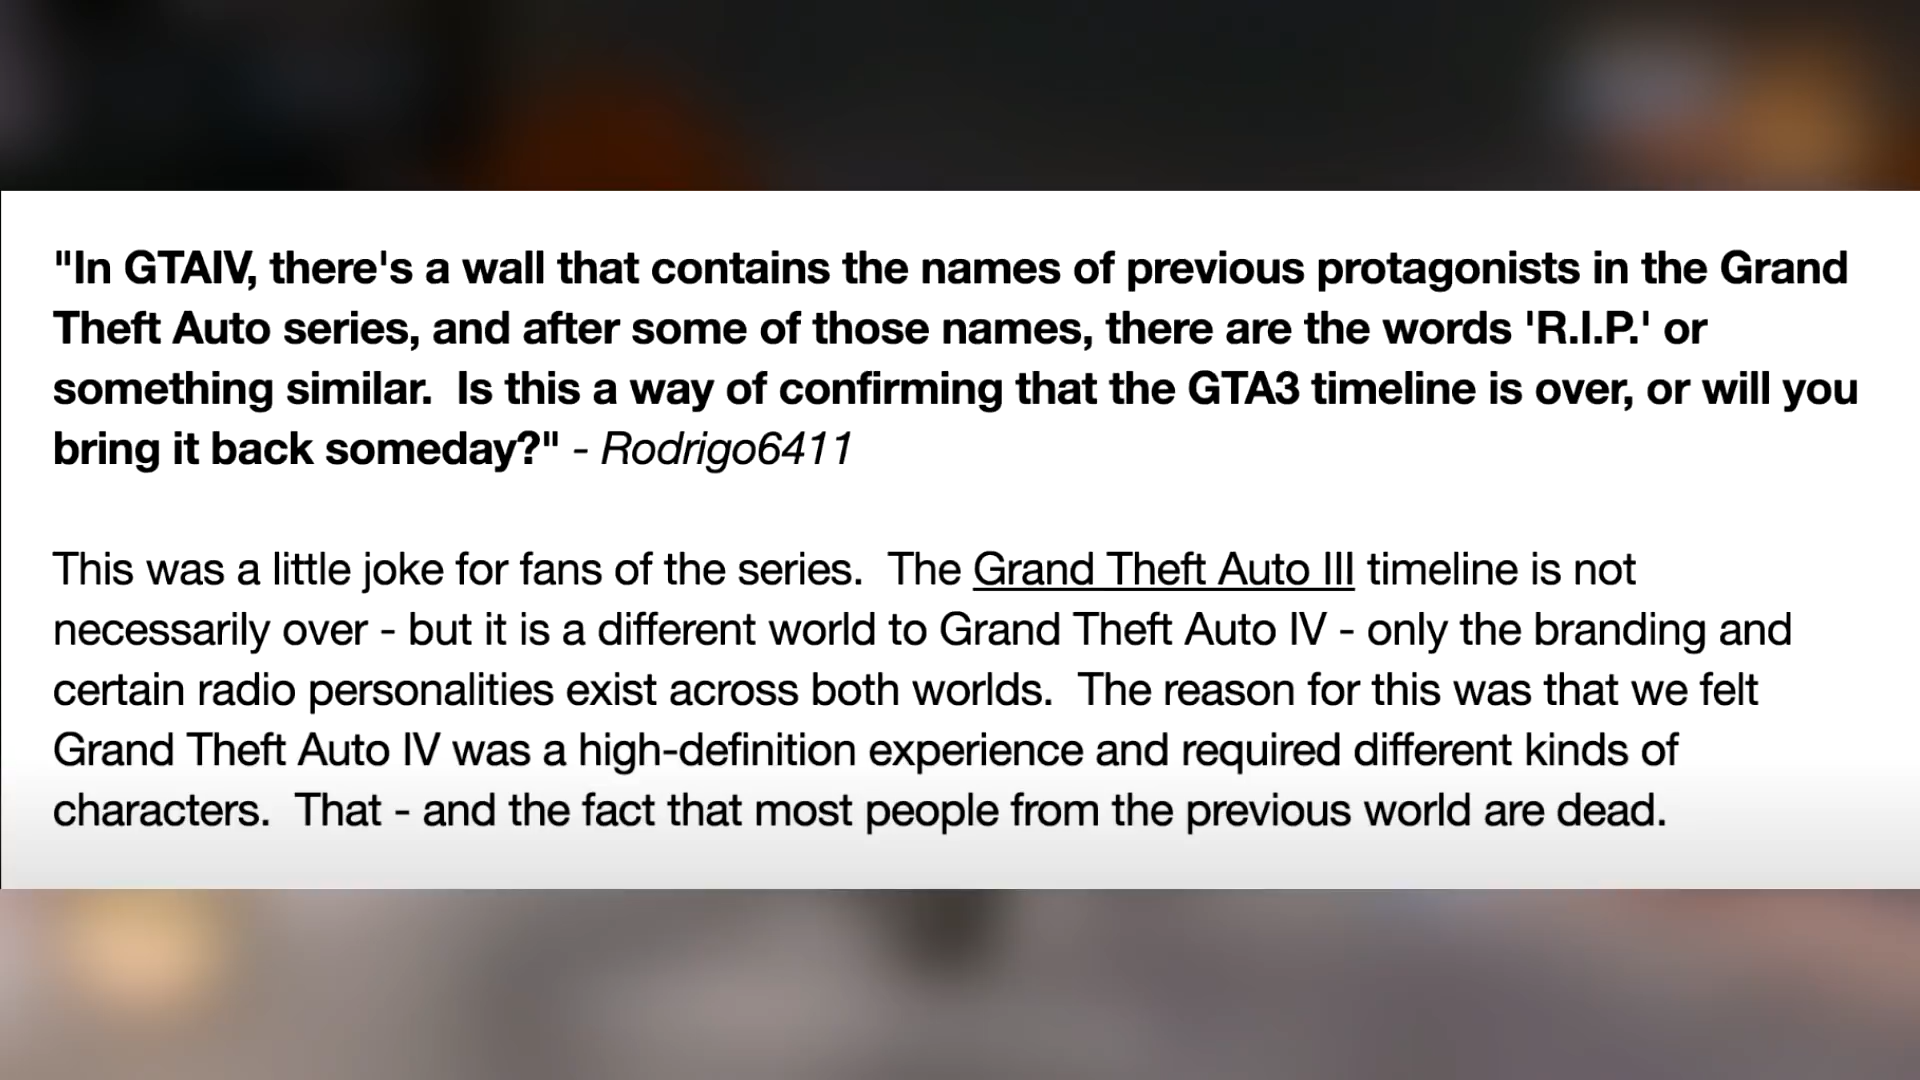 "In GTAIV, there's a wall that contains the names of previous protagonists in the Grand
Theft Auto series, and after some of those names, there are the words 'R.I.P.' or
something similar.  Is this a way of confirming that the GTA3 timeline is over, or will you
bring it back someday?" - Rodrigo6411
This was a little joke for fans of the series.  The Grand Theft Auto III timeline is not
necessarily over - but it is a different world to Grand Theft Auto IV - only the branding and
certain radio personalities exist across both worlds.  The reason for this was that we felt
Grand Theft Auto IV was a high-definition experience and required different kinds of
characters.  That - and the fact that most people from the previous world are dead.